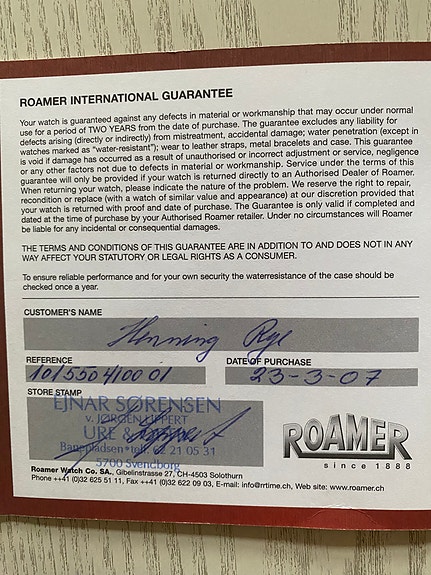 ROAMER INTERNATIONAL GUARANTEE
Your watch is guaranteed against any defects in material or workmanship that may occur under normal
use for a period of TWO YEARS from the date of purchase. The guarantee excludes any liability for
defects arising (directly or indirectly) from mistreatment, accidental damage; water penetration (except in
watches marked as "water-resistant"); wear to leather straps, metal bracelets and case. This guarantee
is void if damage has occurred as a result of unauthorised or incorrect adjustment or service, negligence
or any other factors not due to defects in material or workmanship. Service under the terms of this
guarantee will only be provided if your watch is returned directly to an Authorised Dealer of Roamer.
When returning your watch, please indicate the nature of the problem. We reserve the right to repair,
recondition or replace (with a watch of similar value and appearance) at our discretion provided that
your watch is returned with proof and date of purchase. The Guarantee is only valid if completed and
dated at the time of purchase by your Authorised Roamer retailer. Under no circumstances will Roamer
be liable for any incidental or consequential damages.
THE TERMS AND CONDITIONS OF THIS GUARANTEE ARE IN ADDITION TO AND DOES NOT IN ANY
WAY AFFECT YOUR STATUTORY OR LEGAL RIGHTS AS A CONSUMER.
To ensure reliable performance and for your own security the waterresistance of the case should be
checked once a year.
CUSTOMER'S NAME
Henning Rye
REFERENCE
DATE OF PURCHASE
10/550410001
23-3-07
STORE STAMP
EJNAR SØRENSEN
v. JØRGEN LIPPERT
URE &
Bagpladsen • tlf. 62 21 05 31
5700 Svendborg
ROAMER
since 1888
Roamer Watch Co. SA., Gibelinstrasse 27, CH-4503 Solothurn
Phone ++41 (0)32 625 51 11, Fax ++41 (0)32 622 09 03, E-mail: info@rrtime.ch, Web site: www.roamer.ch